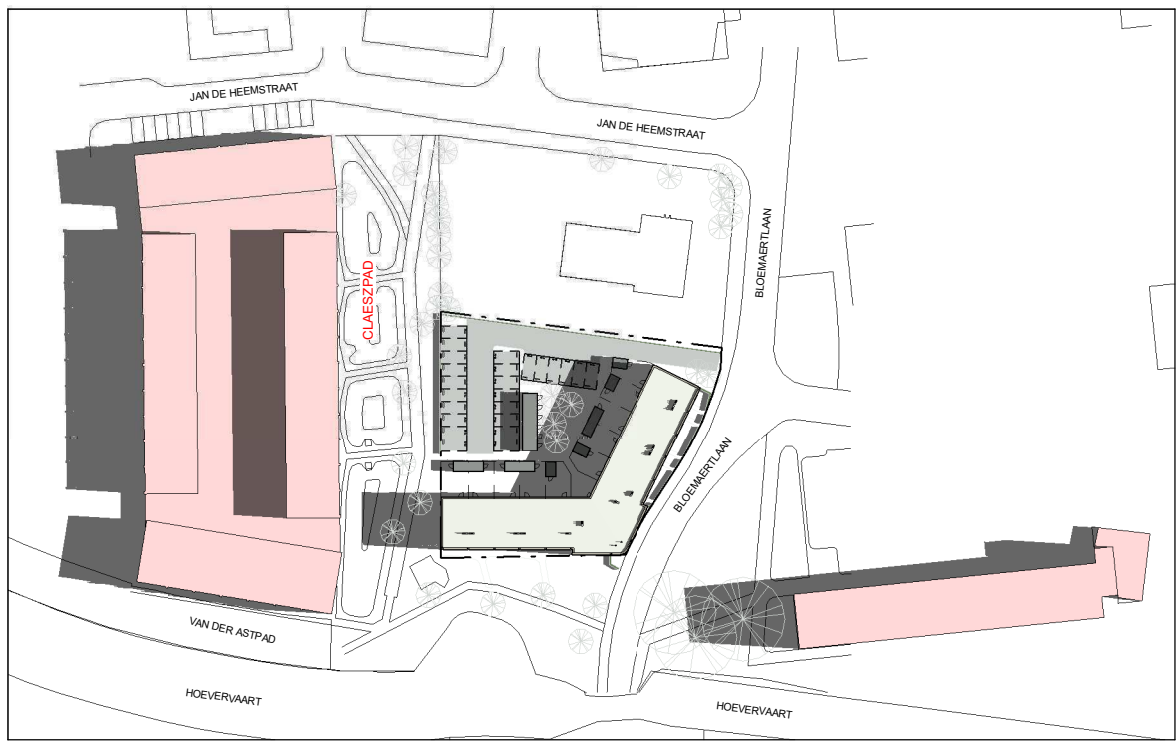 JAN DE HEEMSTRAAT
JAN DE HEEMSTRAAT
CLAESZPAD
BLOEMAERTLAAN
BLOEMAERTLAAN
VAN DER ASTPAD
HOEVERVAART
HOEVERVAART